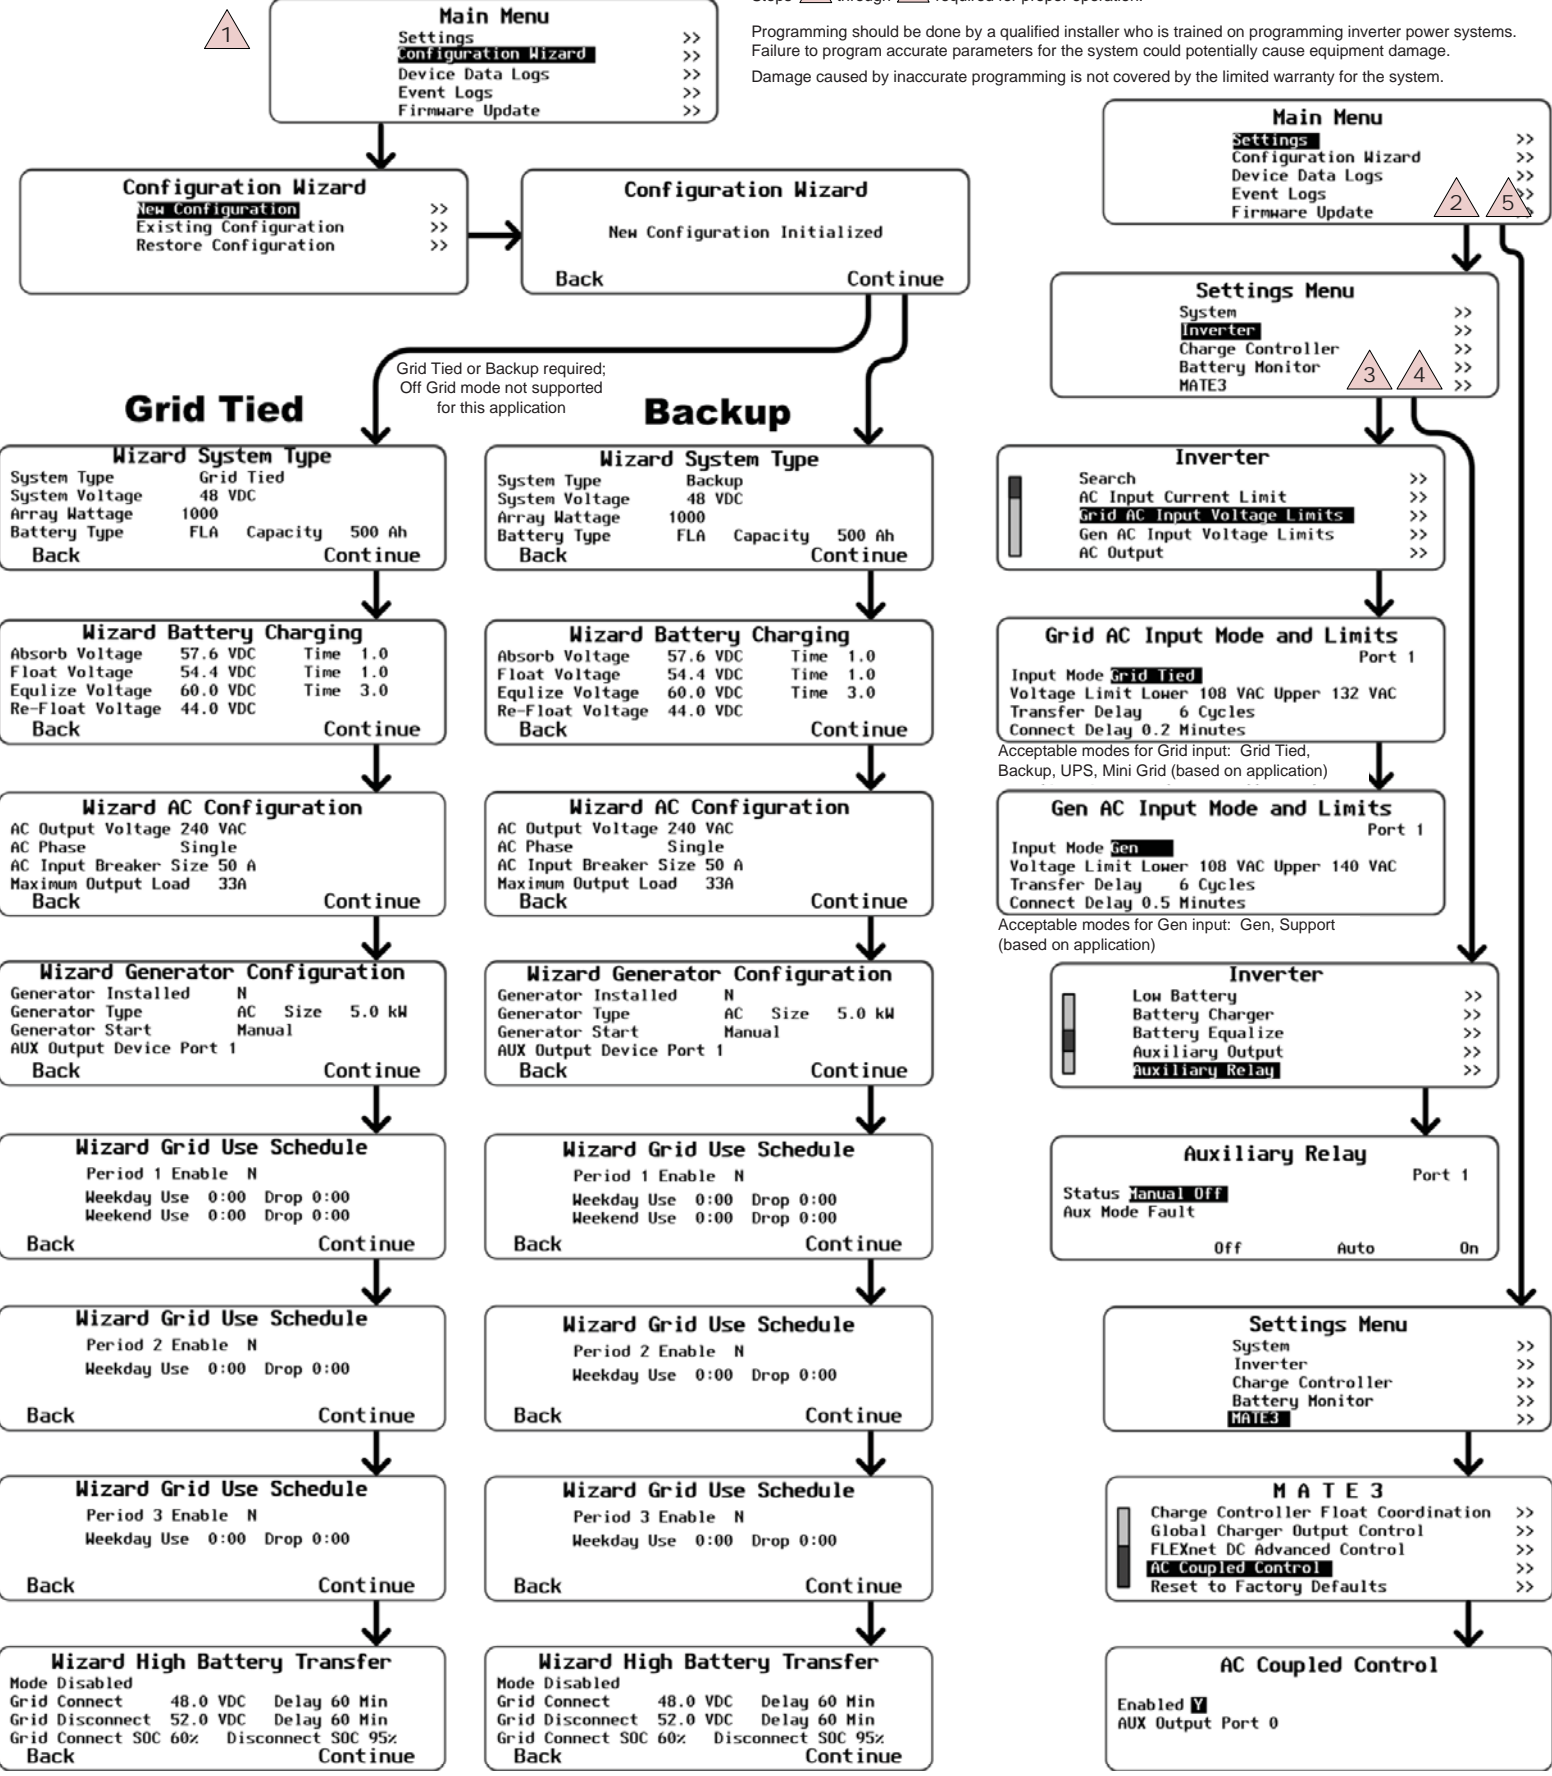 Steps through required for proper operation.
1
Main Menu
Settings >>
Configuration Wizard >>
Device Data Logs >>
Event Logs >>
Firmware Update >>
Programming should be done by a qualified installer who is trained on programming inverter power systems.
Failure to program accurate parameters for the system could potentially cause equipment damage.
Damage caused by inaccurate programming is not covered by the limited warranty for the system.
Configuration Wizard
New Configuration >>
Existing Configuration >>
Restore Configuration >>
Configuration Wizard
New Configuration Initialized
Back Continue
Grid Tied or Backup required;
Off Grid mode not supported
for this application
Grid Tied
Wizard System Type
System Type Grid Tied
System Voltage 48 VDC
Array Wattage 1000
Battery Type FLA Capacity 500 Ah
Back Continue
Wizard Battery Charging
Absorb Voltage 57.6 VDC Time 1.0
Float Voltage 54.4 VDC Time 1.0
Equlize Voltage 60.0 VDC Time 3.0
Re-Float Voltage 44.0 VDC
Back Continue
Wizard AC Configuration
AC Output Voltage 240 VAC
AC Phase Single
AC Input Breaker Size 50 A
Maximum Output Load 33A
Back Continue
Wizard Generator Configuration
Generator Installed N
Generator Type AC Size 5.0 kW
Generator Start Manual
AUX Output Device Port 1
Back Continue
Wizard Grid Use Schedule
Period 1 Enable N
Weekday Use 0:00 Drop 0:00
Weekend Use 0:00 Drop 0:00
Back Continue
Wizard Grid Use Schedule
Period 2 Enable N
Weekday Use 0:00 Drop 0:00
Back Continue
Wizard Grid Use Schedule
Period 3 Enable N
Weekday Use 0:00 Drop 0:00
Back Continue
Wizard High Battery Transfer
Mode Disabled
Grid Connect 48.0 VDC Delay 60 Min
Grid Disconnect 52.0 VDC Delay 60 Min
Grid Connect SOC 60% Disconnect SOC 95%
Back Continue
Backup
Wizard System Type
System Type Backup
System Voltage 48 VDC
Array Wattage 1000
Battery Type FLA Capacity 500 Ah
Back Continue
Wizard Battery Charging
Absorb Voltage 57.6 VDC Time 1.0
Float Voltage 54.4 VDC Time 1.0
Equlize Voltage 60.0 VDC Time 3.0
Re-Float Voltage 44.0 VDC
Back Continue
Wizard AC Configuration
AC Output Voltage 240 VAC
AC Phase Single
AC Input Breaker Size 50 A
Maximum Output Load 33A
Back Continue
Wizard Generator Configuration
Generator Installed N
Generator Type AC Size 5.0 kW
Generator Start Manual
AUX Output Device Port 1
Back Continue
Wizard Grid Use Schedule
Period 1 Enable N
Weekday Use 0:00 Drop 0:00
Weekend Use 0:00 Drop 0:00
Back Continue
Wizard Grid Use Schedule
Period 2 Enable N
Weekday Use 0:00 Drop 0:00
Back Continue
Wizard Grid Use Schedule
Period 3 Enable N
Weekday Use 0:00 Drop 0:00
Back Continue
Wizard High Battery Transfer
Mode Disabled
Grid Connect 48.0 VDC Delay 60 Min
Grid Disconnect 52.0 VDC Delay 60 Min
Grid Connect SOC 60% Disconnect SOC 95%
Back Continue
Main Menu
Settings >>
Configuration Wizard >>
Device Data Logs >>
Event Logs >>
Firmware Update
2 5
Settings Menu
System >>
Inverter >>
Charge Controller >>
Battery Monitor >>
MATE3 >>
3 4
Inverter
Search >>
AC Input Current Limit >>
Grid AC Input Voltage Limits >>
Gen AC Input Voltage Limits >>
AC Output >>
Grid AC Input Mode and Limits
Port 1
Input Mode Grid Tied
Voltage Limit Lower 108 VAC Upper 132 VAC
Transfer Delay 6 Cycles
Connect Delay 0.2 Minutes
Acceptable modes for Grid input: Grid Tied,
Backup, UPS, Mini Grid (based on application)
Gen AC Input Mode and Limits
Port 1
Input Mode Gen
Voltage Limit Lower 108 VAC Upper 140 VAC
Transfer Delay 6 Cycles
Connect Delay 0.5 Minutes
Acceptable modes for Gen input: Gen, Support
(based on application)
Inverter
Low Battery >>
Battery Charger >>
Battery Equalize >>
Auxiliary Output >>
Auxiliary Relay >>
Auxiliary Relay
Port 1
Status Manual Off
Aux Mode Fault
Off Auto On
Settings Menu
System >>
Inverter >>
Charge Controller >>
Battery Monitor >>
MATE3 >>
M A T E 3
Charge Controller Float Coordination >>
Global Charger Output Control >>
FLEXnet DC Advanced Control >>
AC Coupled Control >>
Reset to Factory Defaults >>
AC Coupled Control
Enabled Y
AUX Output Port 0